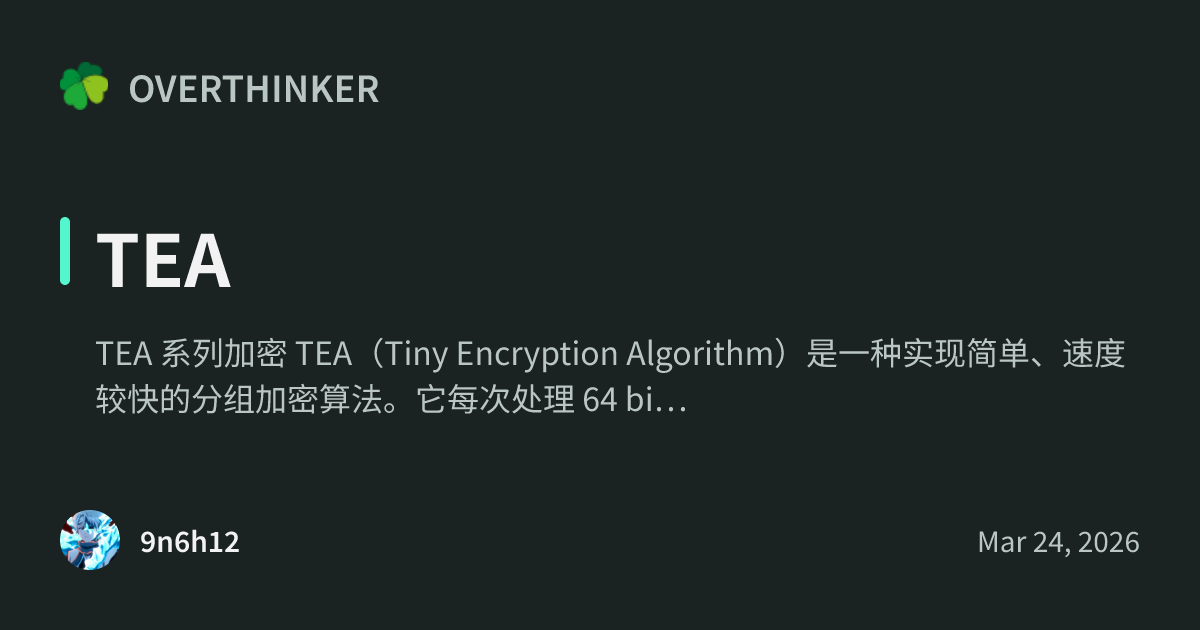 OVERTHINKER
TEA
TEA 系列加密 TEA（Tiny Encryption Algorithm）是一种实现简单、速度
较快的分组加密算法。它每次处理 64 bi…
9n6h12
Mar 24, 2026